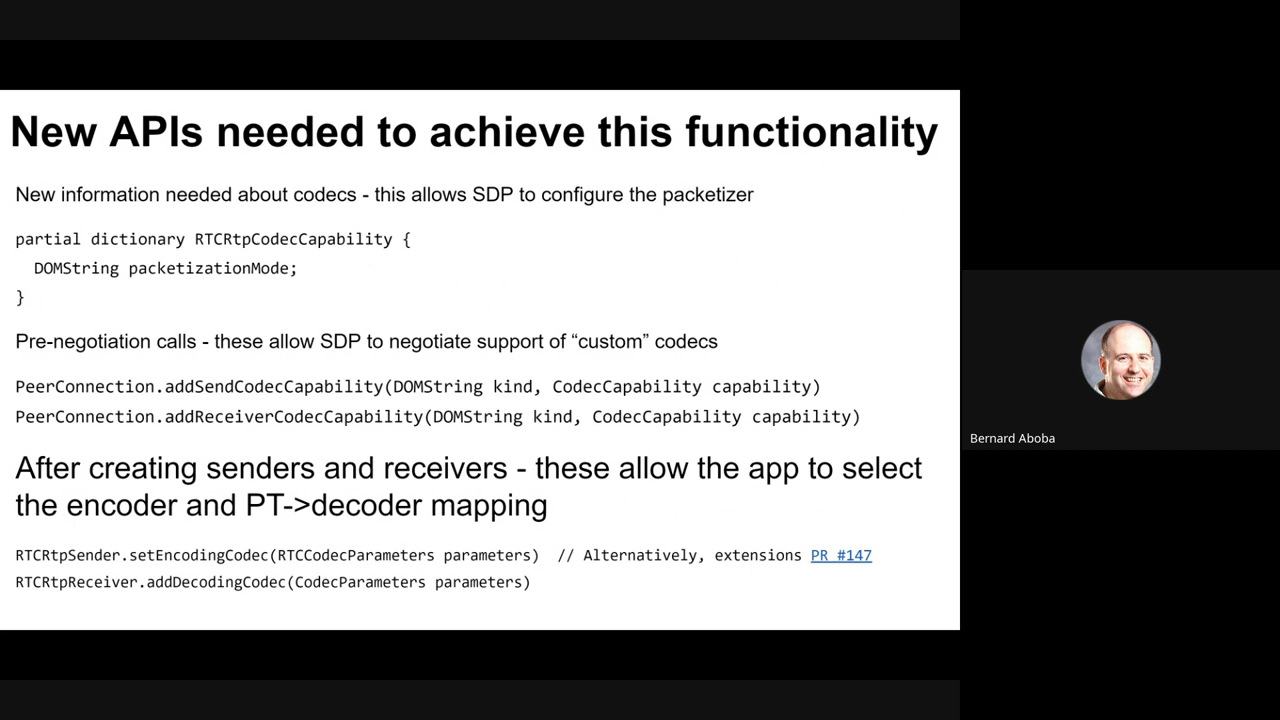 New APIs needed to achieve this functionality
New information needed about codecs - this allows SDP to configure the packetizer
partial dictionary RTCRtpCodecCapability {
DOMString packetizationMode;
}
Pre-negotiation calls - these allow SDP to negotiate support of “custom” codecs
PeerConnection.addSendCodecCapability(DOMString kind, CodecCapability capability)
PeerConnection.addReceiverCodecCapability(DOMString kind, CodecCapability capability)
After creating senders and receivers - these allow the app to select
the encoder and PT->decoder mapping
RTCRtpSender.setEncodingCodec(RTCCodecParameters parameters)  // Alternatively, extensions PR #147
RTCRtpReceiver.addDecodingCodec(CodecParameters parameters)
Bernard Aboba